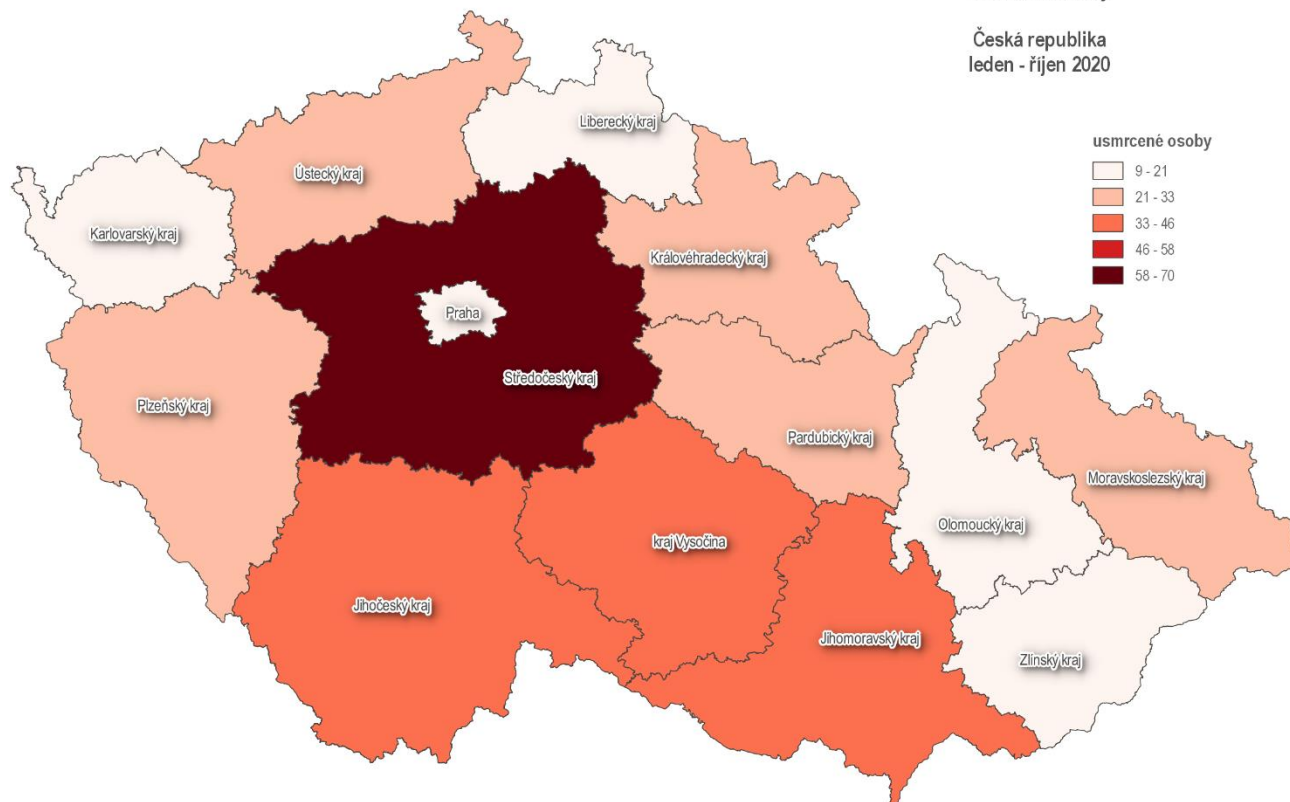 Česká republika
leden - říjen 2020
usmrcené osoby
9 - 21
21 - 33
33 - 46
46 - 58
58 - 70
Liberecký kraj
Ústecký kraj
Karlovarský kraj
Královéhradecký kraj
Praha
Středočeský kraj
Plzeňský kraj
Pardubický kraj
Moravskoslezský kraj
Olomoucký kraj
kraj Vysočina
Jihočeský kraj
Jihomoravský kraj
Zlínský kraj